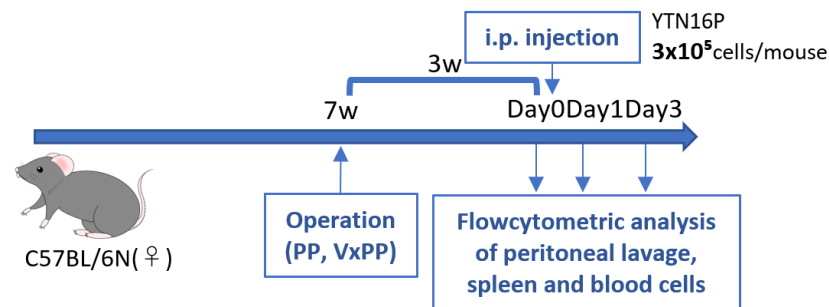 i.p. injection
YTN16P
3x10⁵cells/mouse
3w
7w
Day0Day1Day3
Operation
(PP, VxPP)
Flowcytometric analysis
of peritoneal lavage,
spleen and blood cells
C57BL/6N(♀)